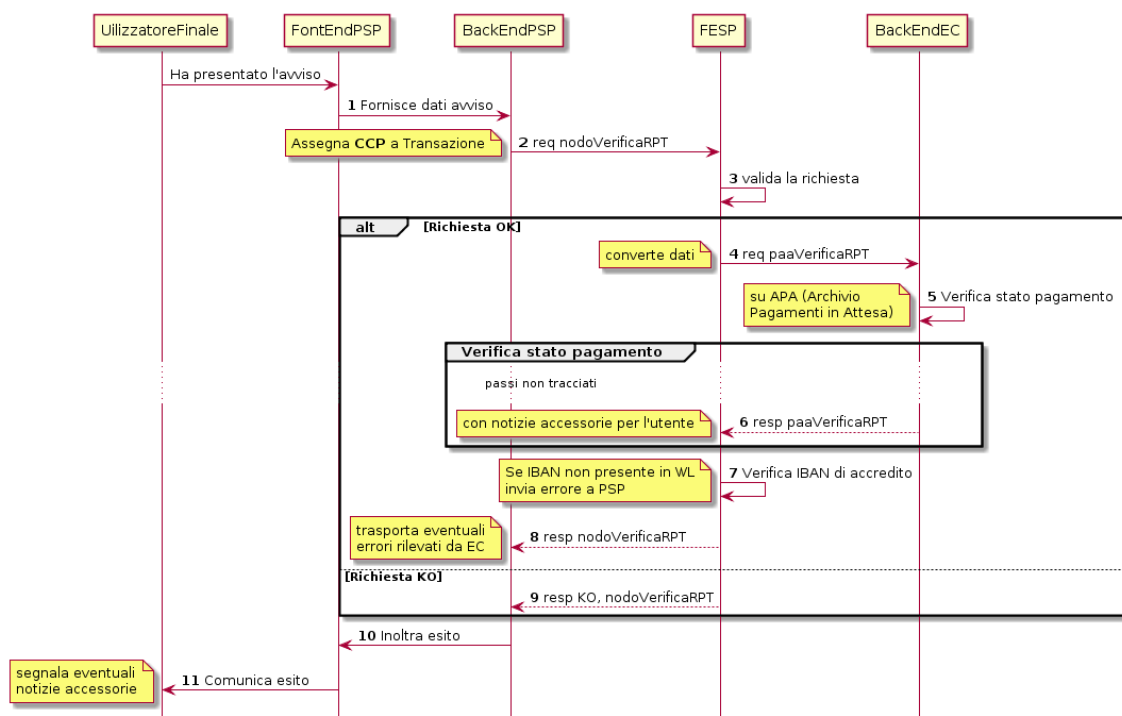 UilizzatoreFinale
FontEndPSP
BackEndPSP
FESP
BackEndEC
Ha presentato l'avviso
1 Fornisce dati avviso
Assegna CCP a Transazione
2 req nodoVerificaRPT
3 valida la richiesta
alt
[Richiesta OK]
converte dati
4 req paaVerificaRPT
su APA (Archivio
Pagamenti in Attesa)
5 Verifica stato pagamento
Verifica stato pagamento
passi non tracciati
con notizie accessorie per l'utente
6 resp paaVerificaRPT
Se IBAN non presente in WL
invia errore a PSP
7 Verifica IBAN di accredito
trasporta eventuali
errori rilevati da EC
8 resp nodoVerificaRPT
[Richiesta KO]
9 resp KO, nodoVerificaRPT
10 Inoltra esito
segnala eventuali
notizie accessorie
11 Comunica esito